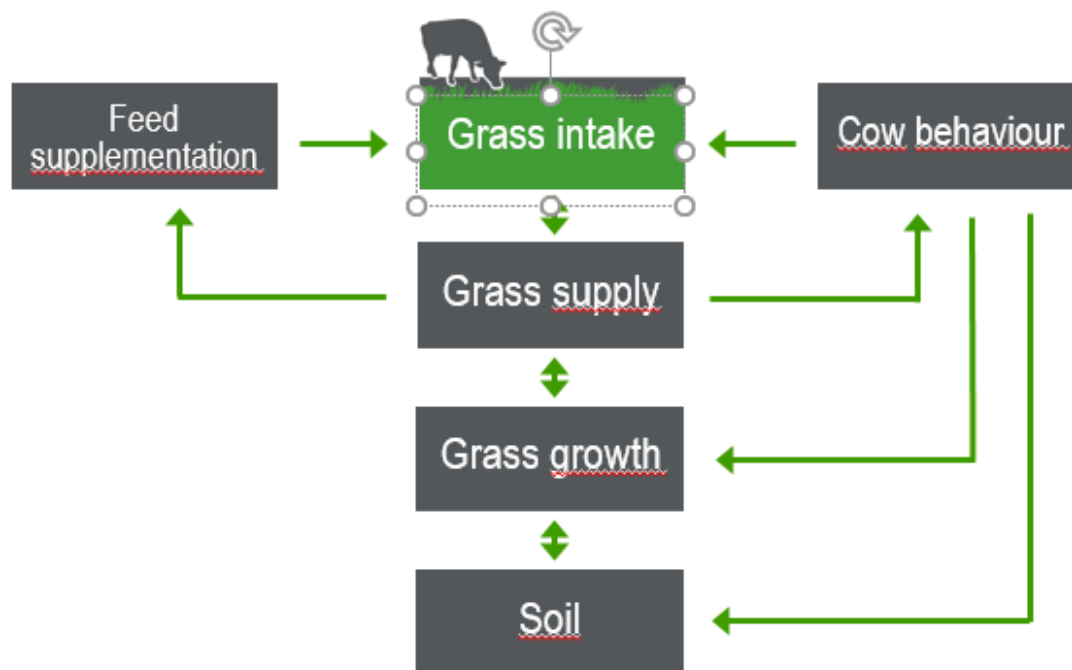 Feed
supplementation
Grass intake
Cow behaviour
Grass supply
Grass growth
Soil